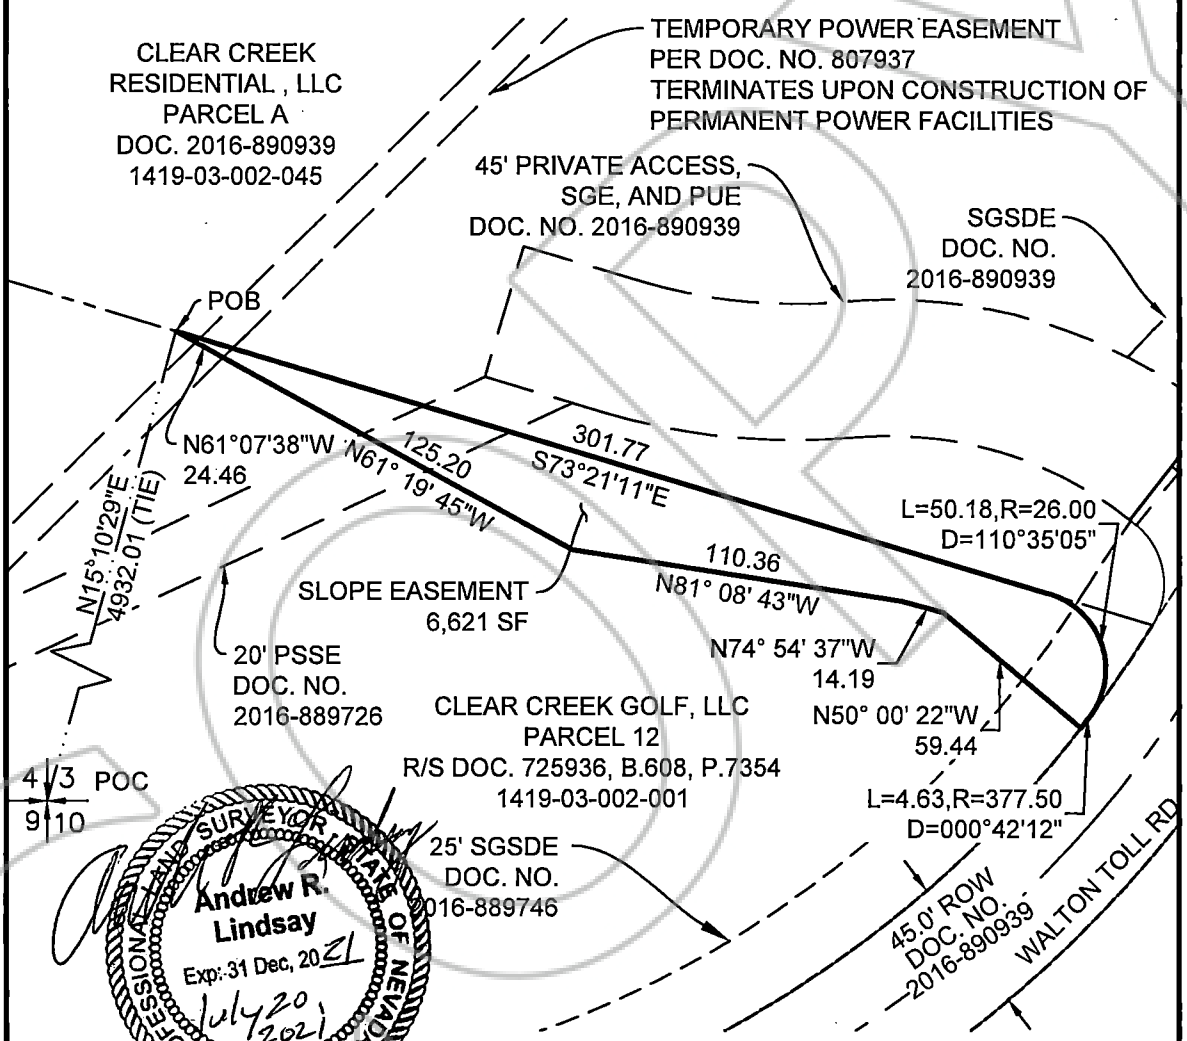 CLEAR CREEK
RESIDENTIAL , LLC
PARCEL A
DOC. 2016-890939
1419-03-002-045
TEMPORARY POWER EASEMENT
PER DOC. NO. 807937
TERMINATES UPON CONSTRUCTION OF
PERMANENT POWER FACILITIES
45' PRIVATE ACCESS,
SGE, AND PUE
DOC. NO. 2016-890939
SGSDE
DOC. NO.
2016-890939
POB
N61°07'38"W
24.46
125.20
N61° 19' 45"W
301.77
S73°21'11"E
L=50.18,R=26.00
D=110°35'05"
N15°10'29"E
4932.01 (TIE)
110.36
N81° 08' 43"W
SLOPE EASEMENT
6,621 SF
N74° 54' 37"W
14.19
20' PSSE
DOC. NO.
2016-889726
CLEAR CREEK GOLF, LLC
PARCEL 12
R/S DOC. 725936, B.608, P.7354
1419-03-002-001
N50° 00' 22"W
59.44
4 3 POC
9 10
L=4.63,R=377.50
D=000°42'12"
25' SGSDE
DOC. NO.
016-889746
45.0' ROW
DOC. NO.
2016-890939
WALTON TOLL RD
LAND SURVEYOR STATE OF NEVADA
Andrew R.
Lindsay
Exp: 31 Dec, 2021
July 20
2021
COPY